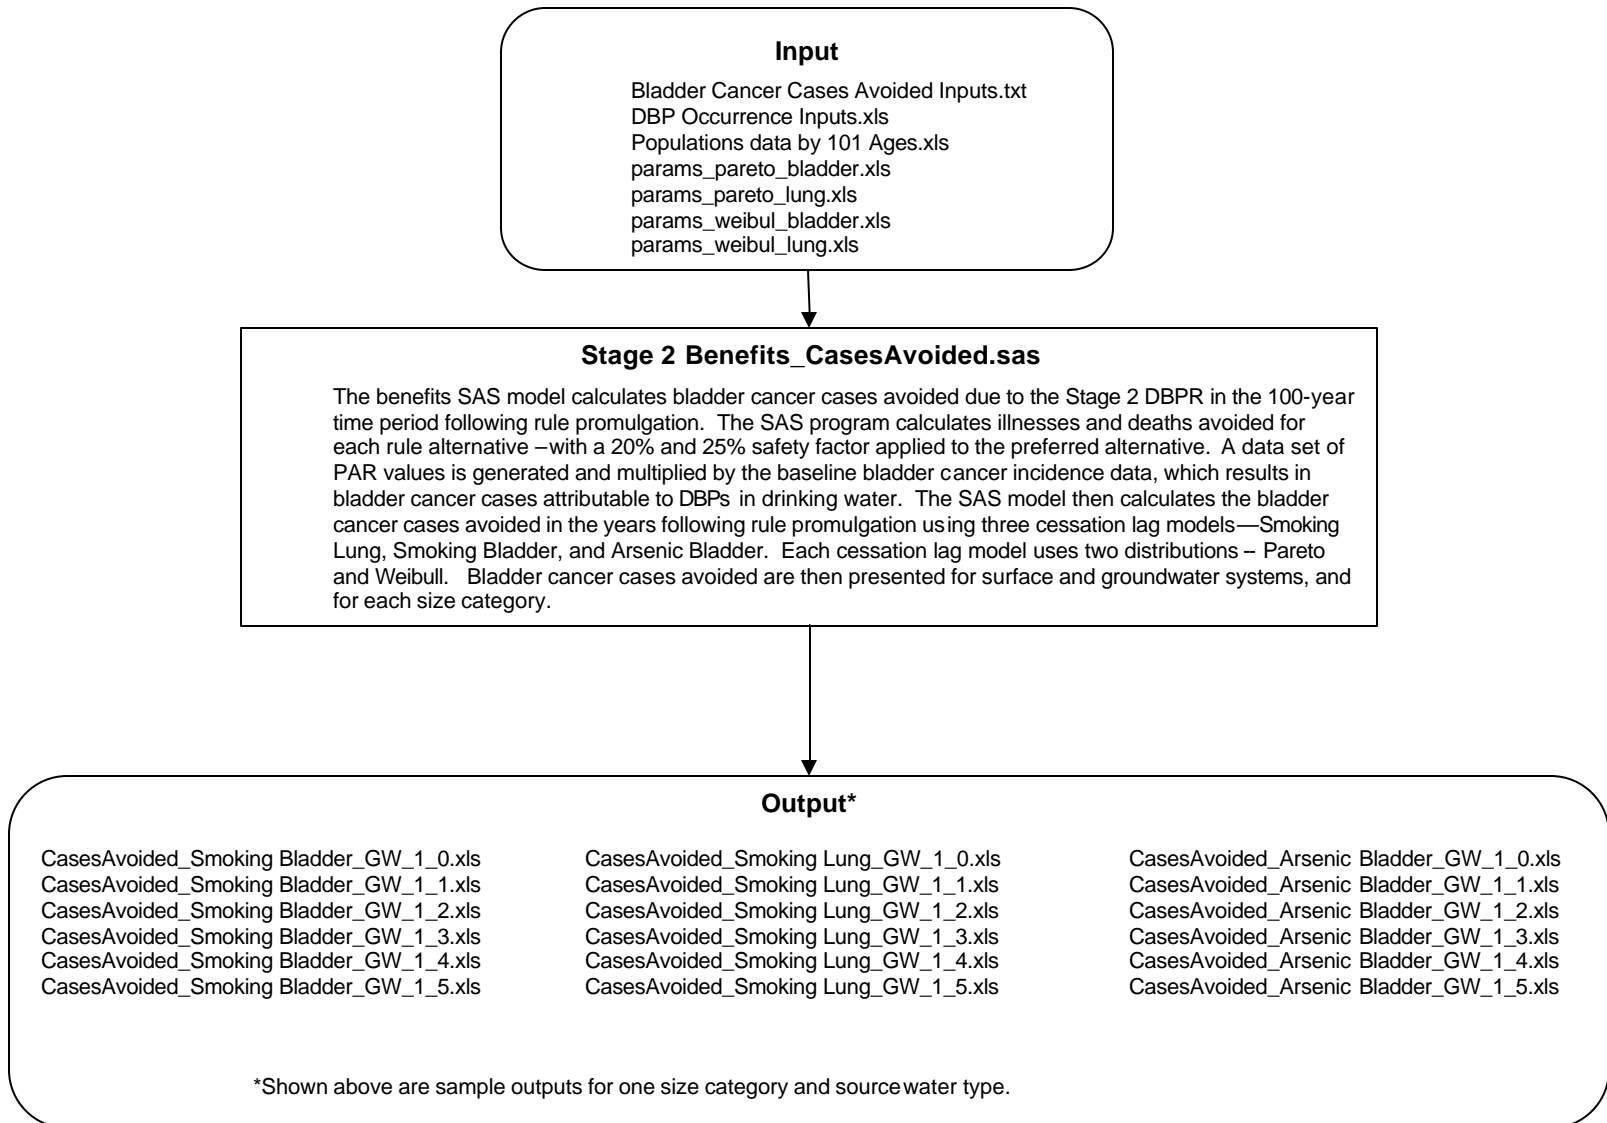 Input
Bladder Cancer Cases Avoided Inputs.txt
DBP Occurrence Inputs.xls
Populations data by 101 Ages.xls
params_pareto_bladder.xls
params_pareto_lung.xls
params_weibul_bladder.xls
params_weibul_lung.xls
Stage 2 Benefits_CasesAvoided.sas
The benefits SAS model calculates bladder cancer cases avoided due to the Stage 2 DBPR in the 100-year
time period following rule promulgation.  The SAS program calculates illnesses and deaths avoided for
each rule alternative –with a 20% and 25% safety factor applied to the preferred alternative. A data set of
PAR values is generated and multiplied by the baseline bladder cancer incidence data, which results in
bladder cancer cases attributable to DBPs in drinking water.  The SAS model then calculates the bladder
cancer cases avoided in the years following rule promulgation using three cessation lag models—Smoking
Lung, Smoking Bladder, and Arsenic Bladder.  Each cessation lag model uses two distributions – Pareto
and Weibull.   Bladder cancer cases avoided are then presented for surface and groundwater systems, and
for each size category.
Output*
CasesAvoided_Smoking Bladder_GW_1_0.xls
CasesAvoided_Smoking Bladder_GW_1_1.xls
CasesAvoided_Smoking Bladder_GW_1_2.xls
CasesAvoided_Smoking Bladder_GW_1_3.xls
CasesAvoided_Smoking Bladder_GW_1_4.xls
CasesAvoided_Smoking Bladder_GW_1_5.xls
CasesAvoided_Smoking Lung_GW_1_0.xls
CasesAvoided_Smoking Lung_GW_1_1.xls
CasesAvoided_Smoking Lung_GW_1_2.xls
CasesAvoided_Smoking Lung_GW_1_3.xls
CasesAvoided_Smoking Lung_GW_1_4.xls
CasesAvoided_Smoking Lung_GW_1_5.xls
CasesAvoided_Arsenic Bladder_GW_1_0.xls
CasesAvoided_Arsenic Bladder_GW_1_1.xls
CasesAvoided_Arsenic Bladder_GW_1_2.xls
CasesAvoided_Arsenic Bladder_GW_1_3.xls
CasesAvoided_Arsenic Bladder_GW_1_4.xls
CasesAvoided_Arsenic Bladder_GW_1_5.xls
*Shown above are sample outputs for one size category and source water type.